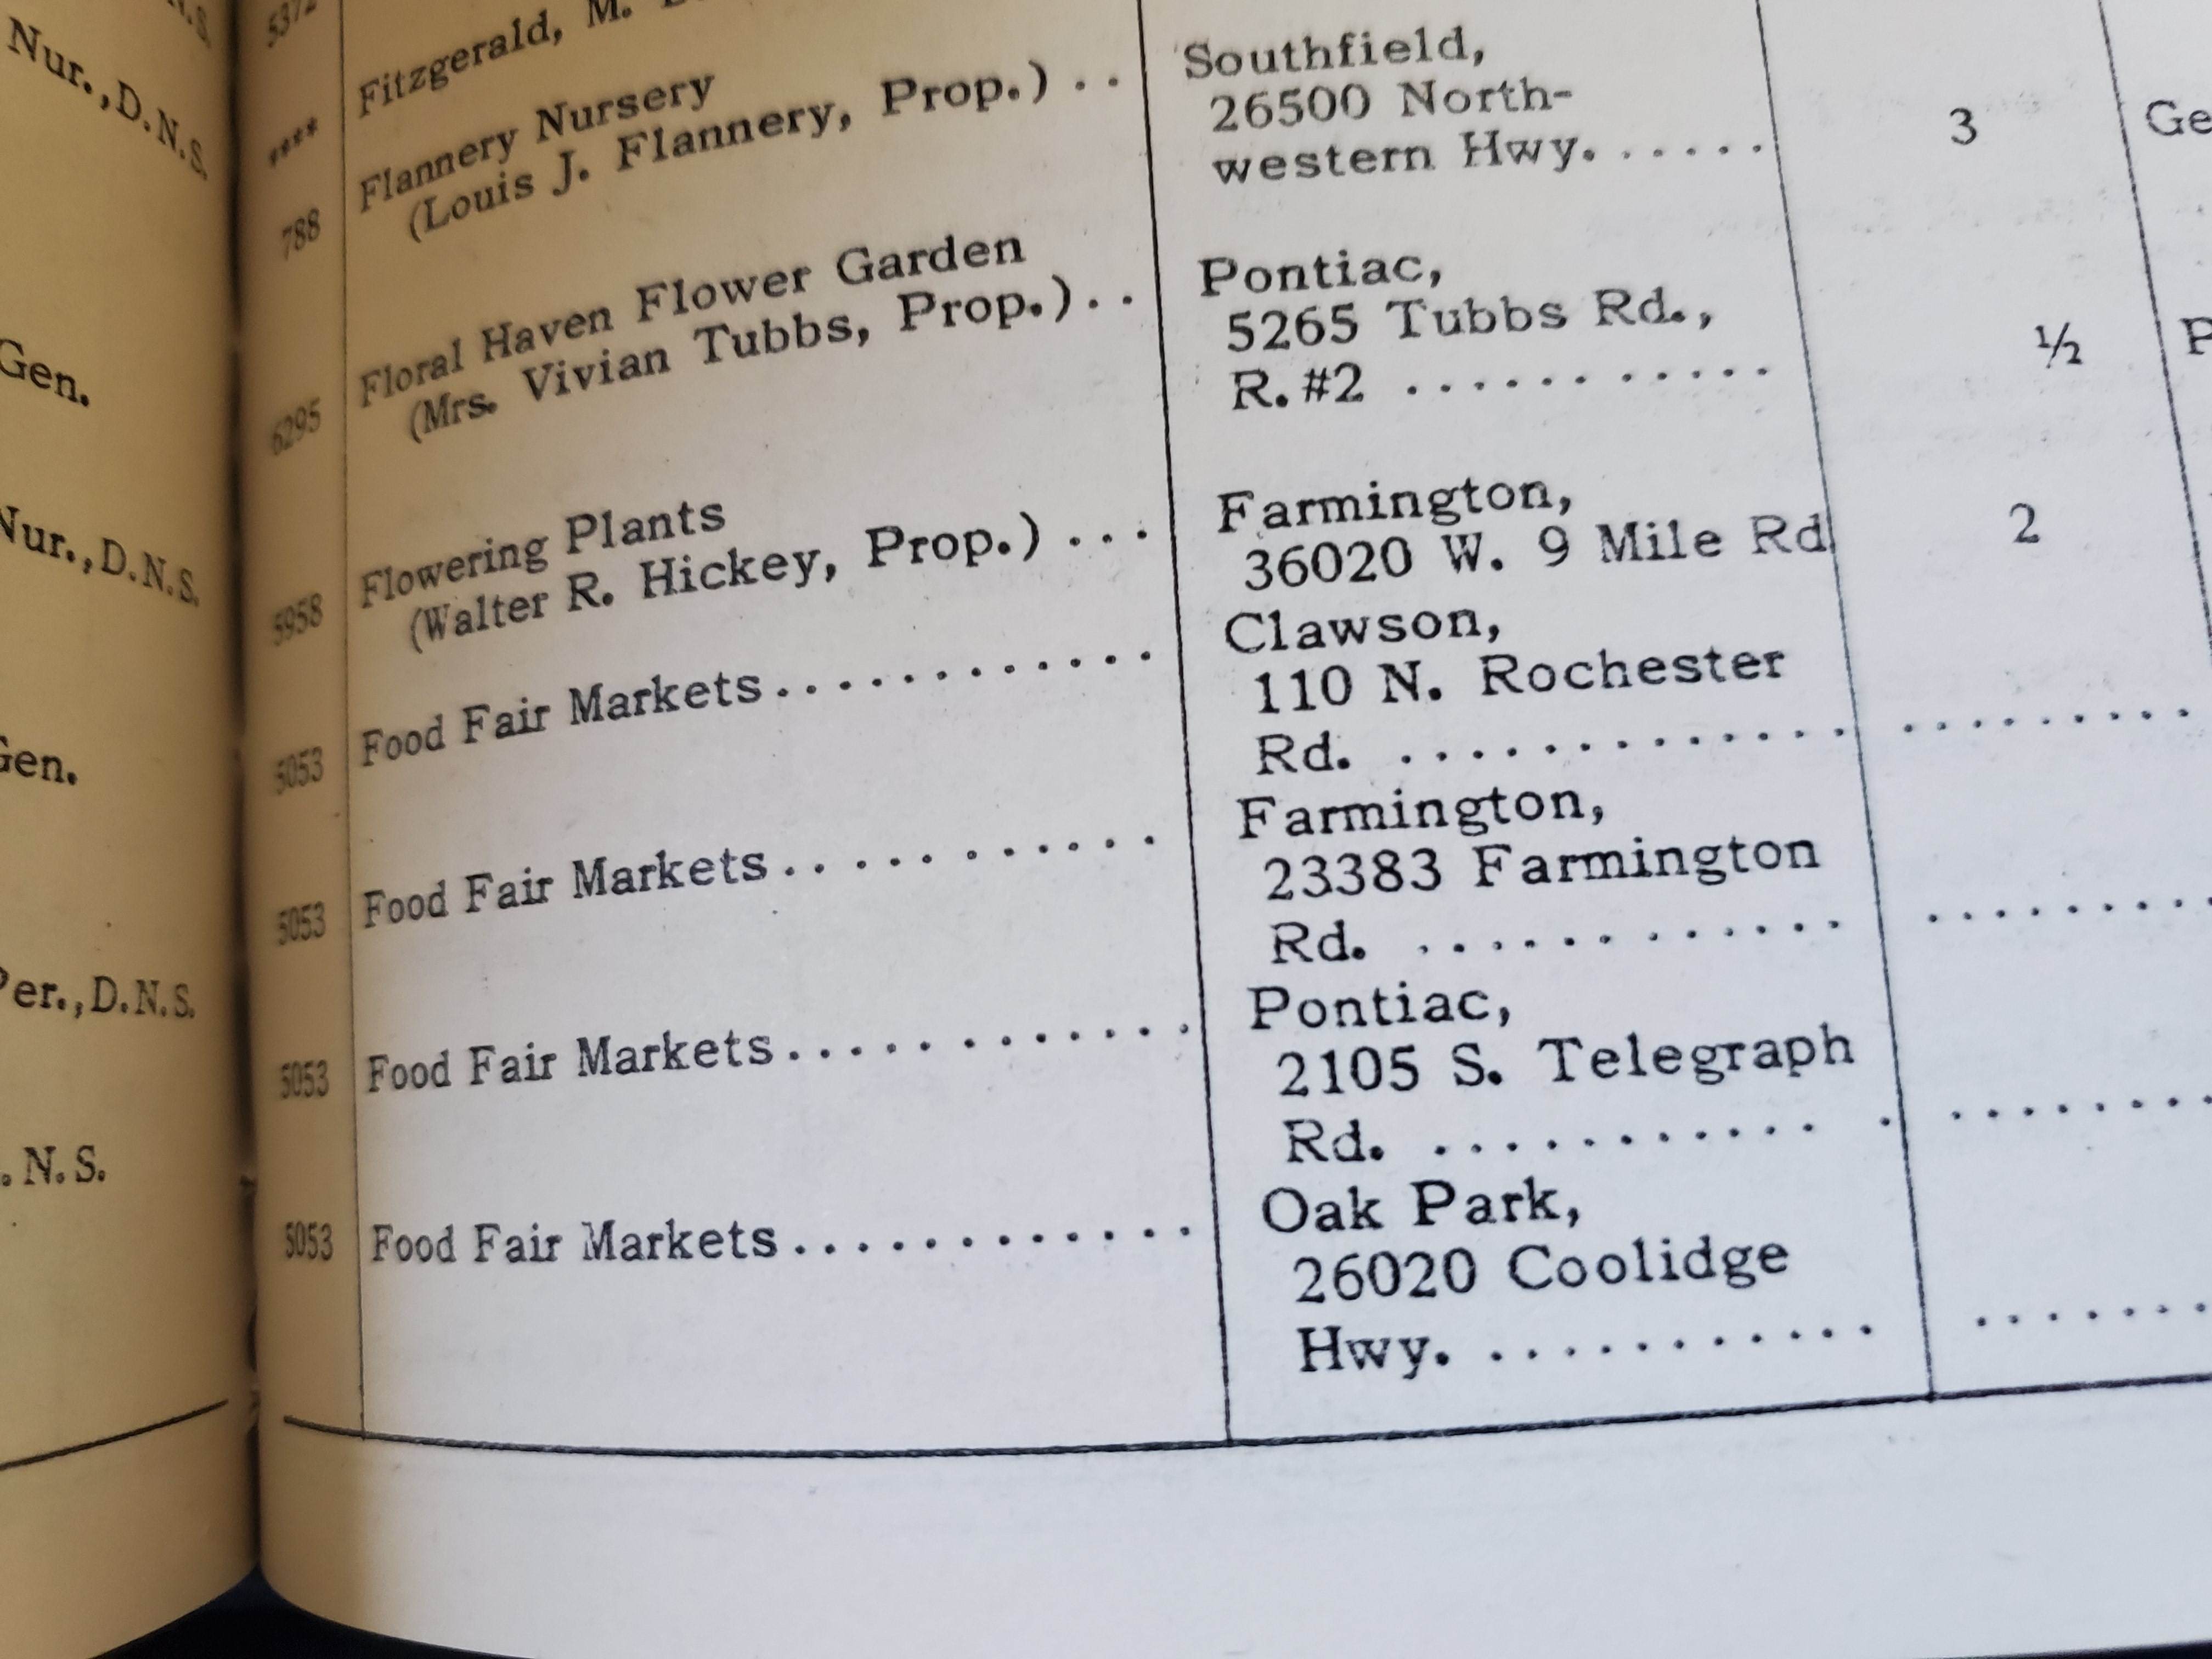 N.S.
Nur.,D.N.S.
Gen.
Nur.,D.N.S.
Gen.
Per.,D.N.S.
. N.S.
5372 Fitzgerald, M.
****
788 Flannery Nursery
(Louis J. Flannery, Prop.) ..
Southfield,
26500 North-
western Hwy. ...... 3 Ge
6295 Floral Haven Flower Garden
(Mrs. Vivian Tubbs, Prop.) ..
Pontiac,
5265 Tubbs Rd.,
R.#2 ........... ½ P
5958 Flowering Plants
(Walter R. Hickey, Prop.) ...
Farmington,
36020 W. 9 Mile Rd 2
5053 Food Fair Markets............
Clawson,
110 N. Rochester
Rd. .............
5053 Food Fair Markets............
Farmington,
23383 Farmington
Rd. ............
5053 Food Fair Markets............
Pontiac,
2105 S. Telegraph
Rd. ............
5053 Food Fair Markets............
Oak Park,
26020 Coolidge
Hwy. ............